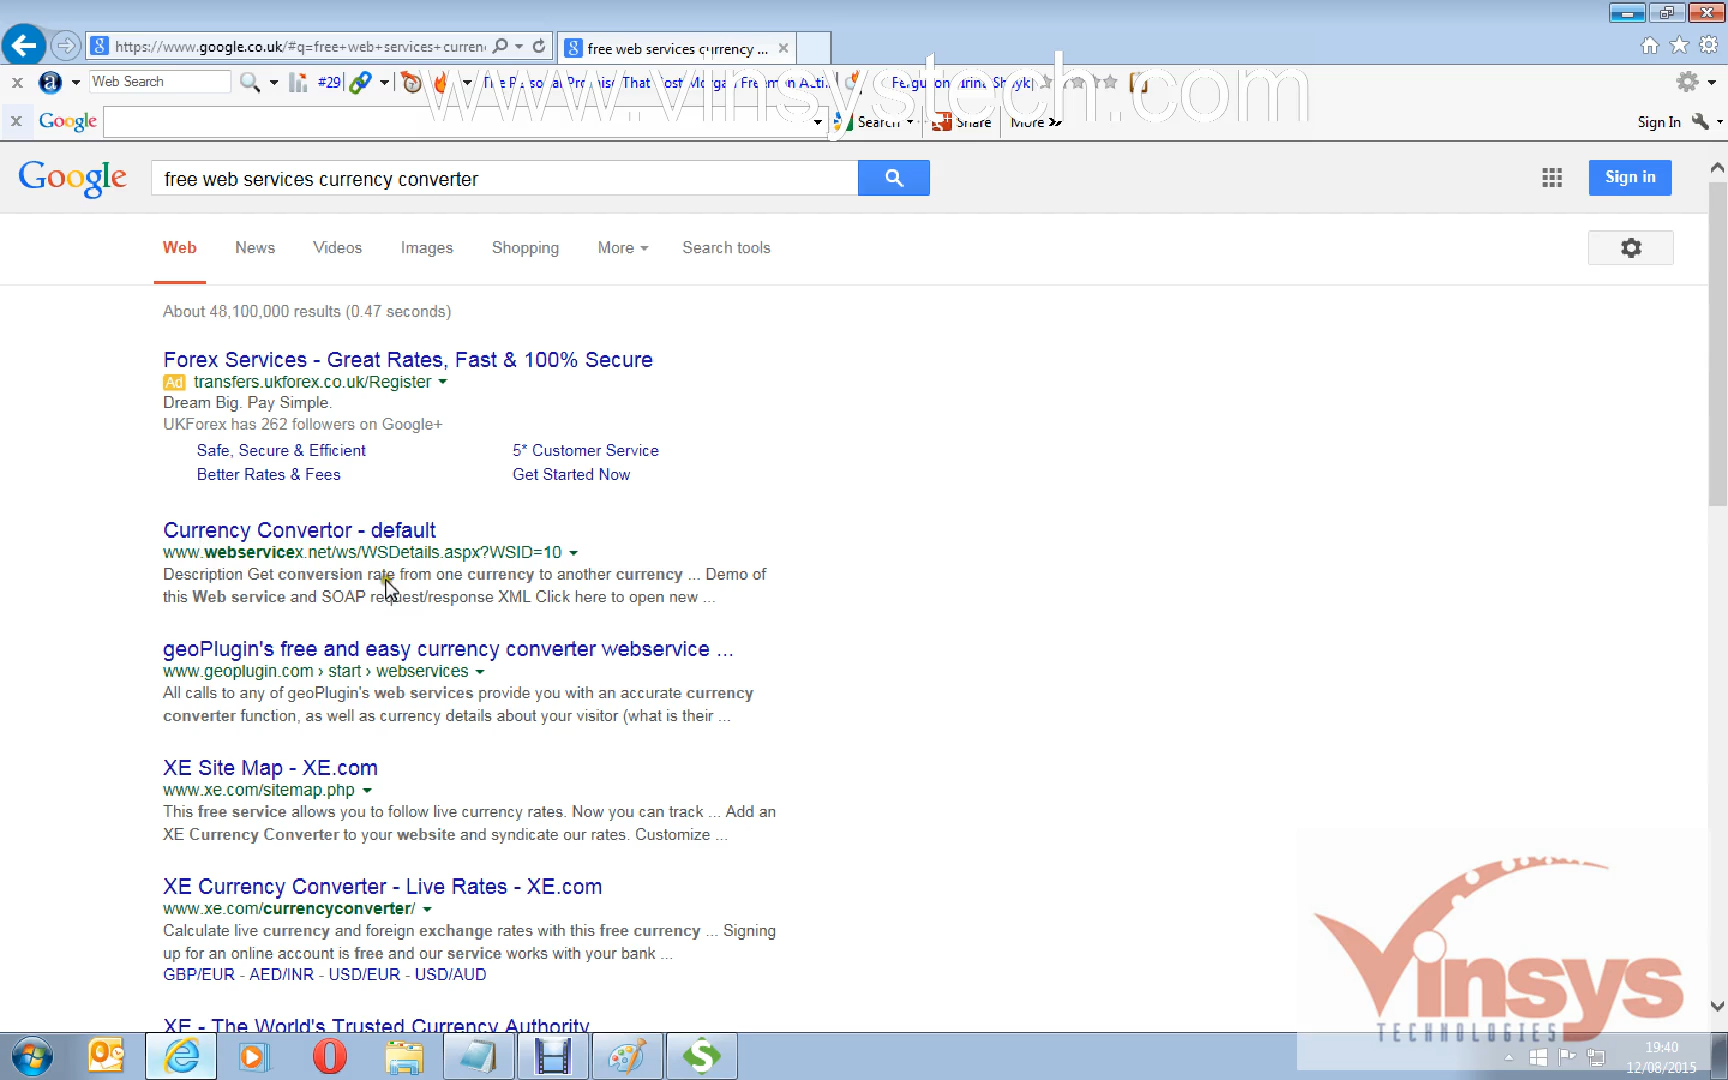 https://www.google.co.uk/#q=free+web+services+curren
free web services currency ...
www.vinsystech.com
Web Search
#29
The Personal Promise That Cost Morgan Freeman An Acti..
Ferguson
Google
Search
Share
More »
Sign In
Google
free web services currency converter
Sign in
Web
News
Videos
Images
Shopping
More
Search tools
About 48,100,000 results (0.47 seconds)
Forex Services - Great Rates, Fast & 100% Secure
Ad transfers.ukforex.co.uk/Register
Dream Big. Pay Simple.
UKForex has 262 followers on Google+
Safe, Secure & Efficient
5* Customer Service
Better Rates & Fees
Get Started Now
Currency Convertor - default
www.webservicex.net/ws/WSDetails.aspx?WSID=10
Description Get conversion rate from one currency to another currency ... Demo of
this Web service and SOAP request/response XML Click here to open new ...
geoPlugin's free and easy currency converter webservice ...
www.geoplugin.com › start › webservices
All calls to any of geoPlugin's web services provide you with an accurate currency
converter function, as well as currency details about your visitor (what is their ...
XE Site Map - XE.com
www.xe.com/sitemap.php
This free service allows you to follow live currency rates. Now you can track ... Add an
XE Currency Converter to your website and syndicate our rates. Customize ...
XE Currency Converter - Live Rates - XE.com
www.xe.com/currencyconverter/
Calculate live currency and foreign exchange rates with this free currency ... Signing
up for an online account is free and our service works with your bank ...
GBP/EUR - AED/INR - USD/EUR - USD/AUD
XE - The World's Trusted Currency Authority
Vinsys
TECHNOLOGIES
19:40
12/08/2015